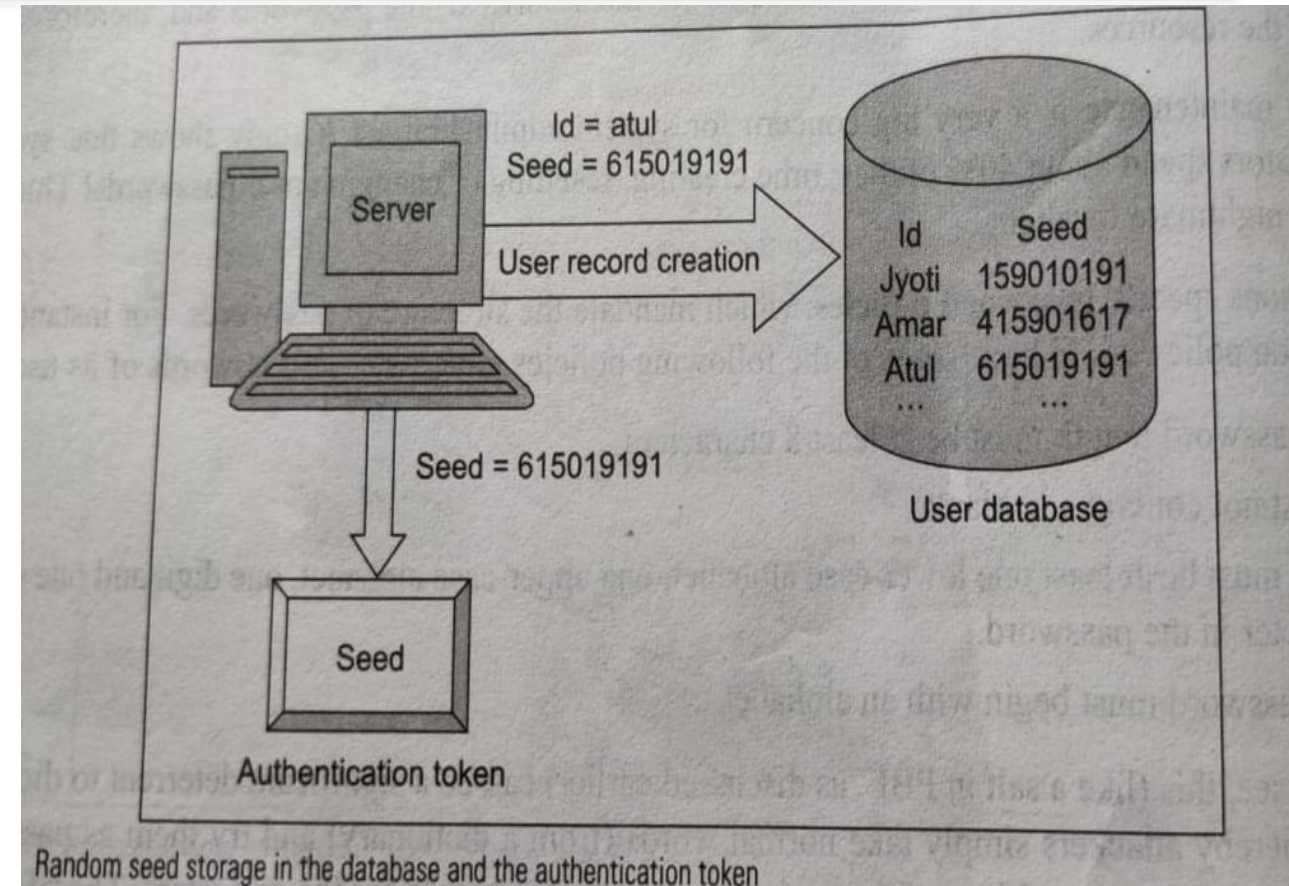 Id = atul
Seed = 615019191
Server
User record creation
Id Seed
Jyoti 159010191
Amar 415901617
Atul 615019191
... ...
User database
Seed = 615019191
Seed
Authentication token
Random seed storage in the database and the authentication token